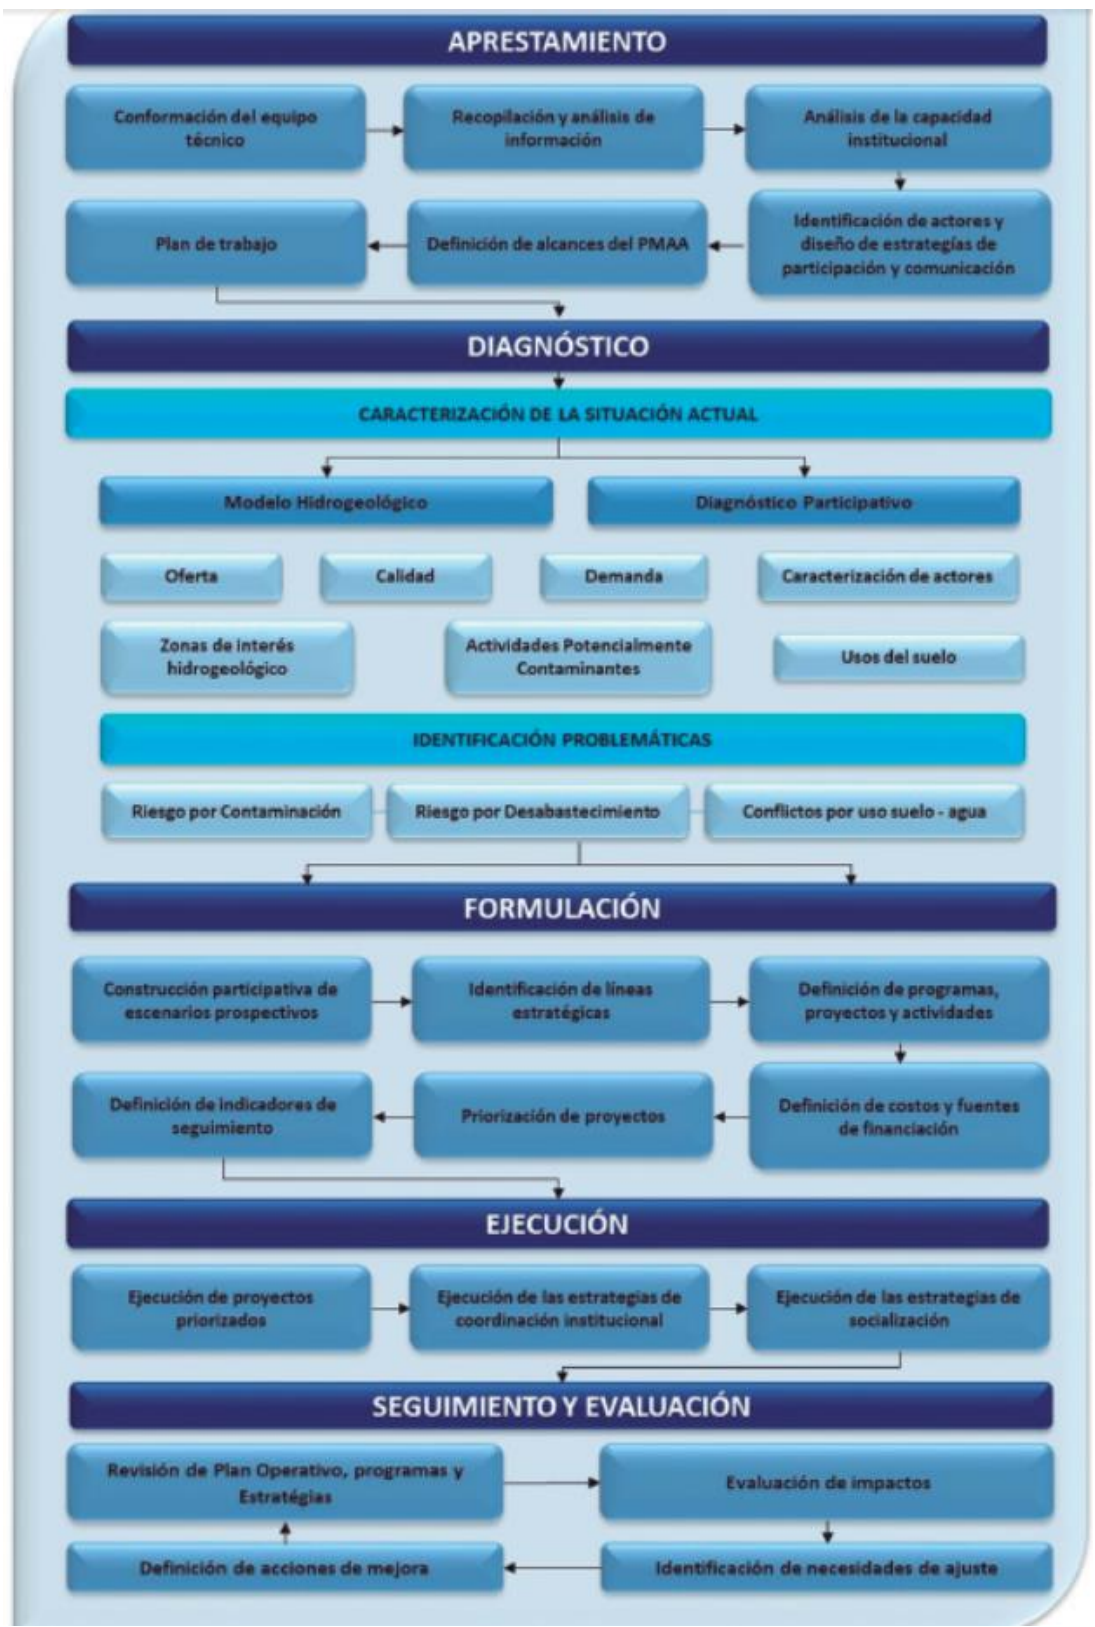 APRESTAMIENTO
Conformación del equipo
técnico
Recopilación y análisis de
información
Análisis de la capacidad
institucional
Plan de trabajo
Definición de alcances del PMAA
Identificación de actores y
diseño de estrategías de
participación y comunicación
DIAGNÓSTICO
CARACTERIZACIÓN DE LA SITUACIÓN ACTUAL
Modelo Hidrogeológico
Diagnóstico Participativo
Oferta
Calidad
Demanda
Caracterización de actores
Zonas de interés
hidrogeológico
Actividades Potencialmente
Contaminantes
Usos del suelo
IDENTIFICACIÓN PROBLEMÁTICAS
Riesgo por Contaminación
Riesgo por Desabastecimiento
Conflictos por uso suelo - agua
FORMULACIÓN
Construcción participativa de
escenarios prospectivos
Identificación de líneas
estratégicas
Definición de programas,
proyectos y actividades
Definición de indicadores de
seguimiento
Priorización de proyectos
Definición de costos y fuentes
de financiación
EJECUCIÓN
Ejecución de proyectos
priorizados
Ejecución de las estrategias de
coordinación institucional
Ejecución de las estrategias de
socialización
SEGUIMIENTO Y EVALUACIÓN
Revisión de Plan Operativo, programas y
Estratégias
Evaluación de impactos
Definición de acciones de mejora
Identificación de necesidades de ajuste